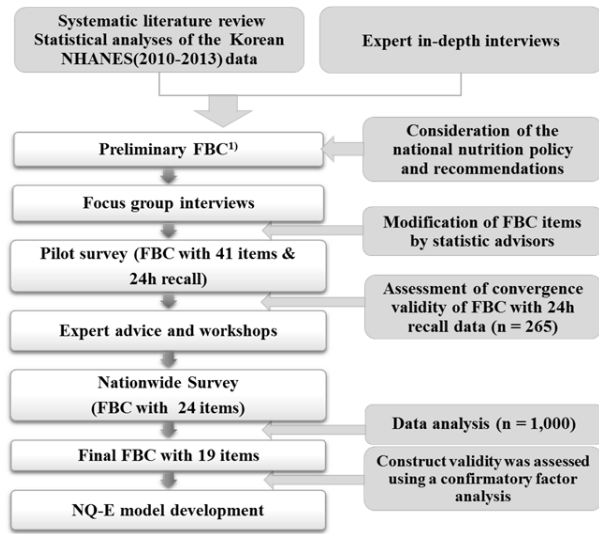 Systematic literature review
Statistical analyses of the Korean
NHANES(2010-2013) data
Expert in-depth interviews
Preliminary FBC¹⁾
Consideration of the
national nutrition policy
and recommendations
Focus group interviews
Modification of FBC items
by statistic advisors
Pilot survey (FBC with 41 items &
24h recall)
Assessment of convergence
validity of FBC with 24h
recall data (n = 265)
Expert advice and workshops
Nationwide Survey
(FBC with 24 items)
Data analysis (n = 1,000)
Final FBC with 19 items
Construct validity was assessed
using a confirmatory factor
analysis
NQ-E model development